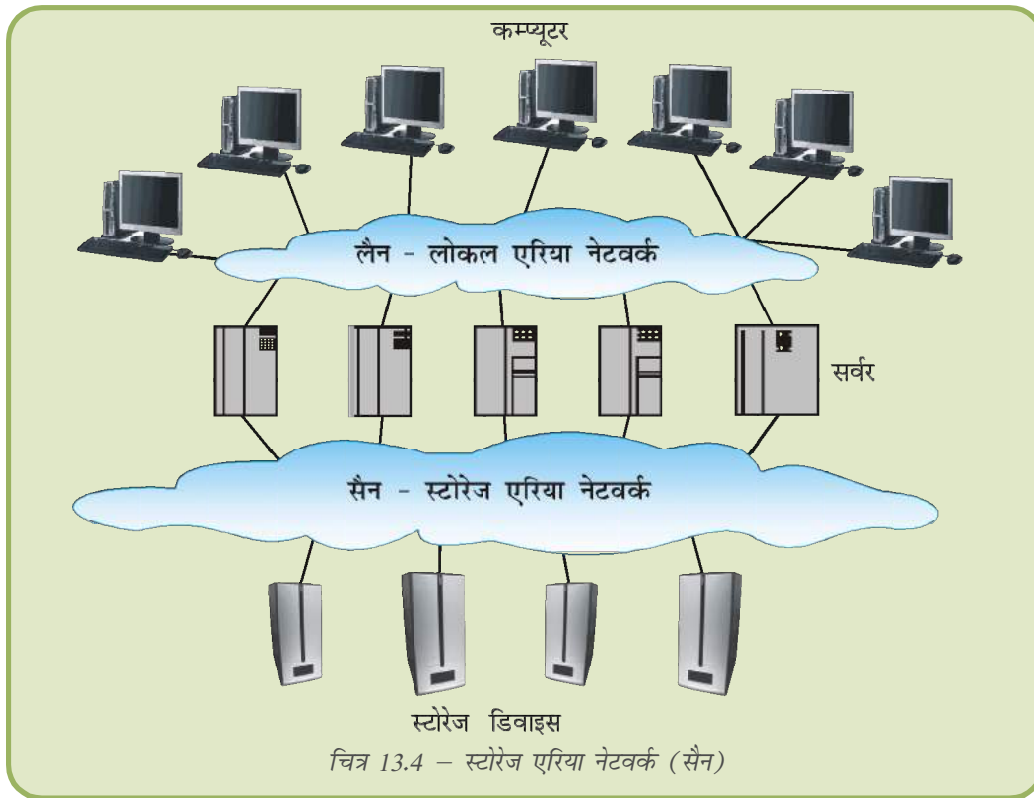 कम्प्यूटर
लैन - लोकल एरिया नेटवर्क
सर्वर
सैन - स्टोरेज एरिया नेटवर्क
स्टोरेज डिवाइस
चित्र 13.4 – स्टोरेज एरिया नेटवर्क (सैन)